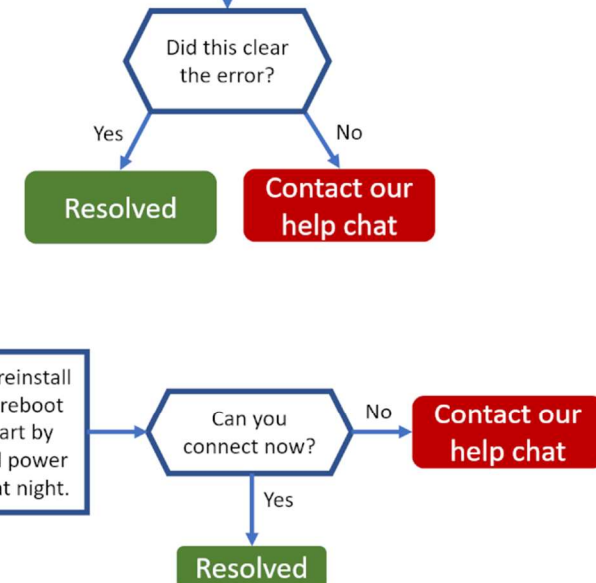 Did this clear
the error?
Yes
No
Resolved
Contact our
help chat
reinstall
reboot
art by
power
at night.
Can you
connect now?
No
Contact our
help chat
Yes
Resolved